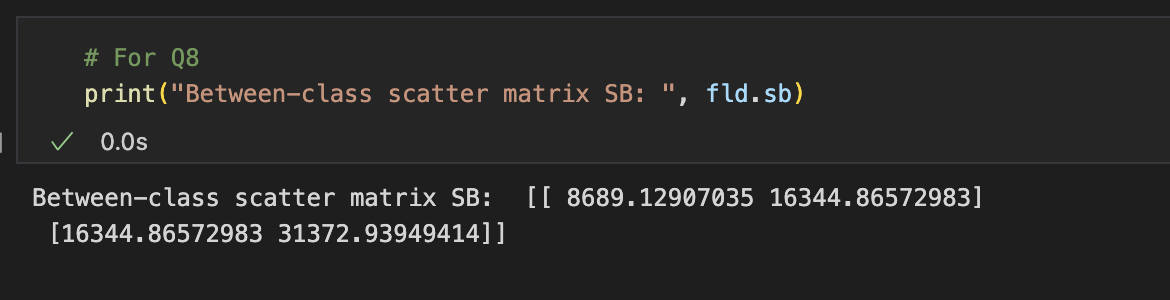 # For Q8
print("Between-class scatter matrix SB: ", fld.sb)
✓ 0.0s
Between-class scatter matrix SB:  [[ 8689.12907035 16344.86572983]
 [16344.86572983 31372.93949414]]